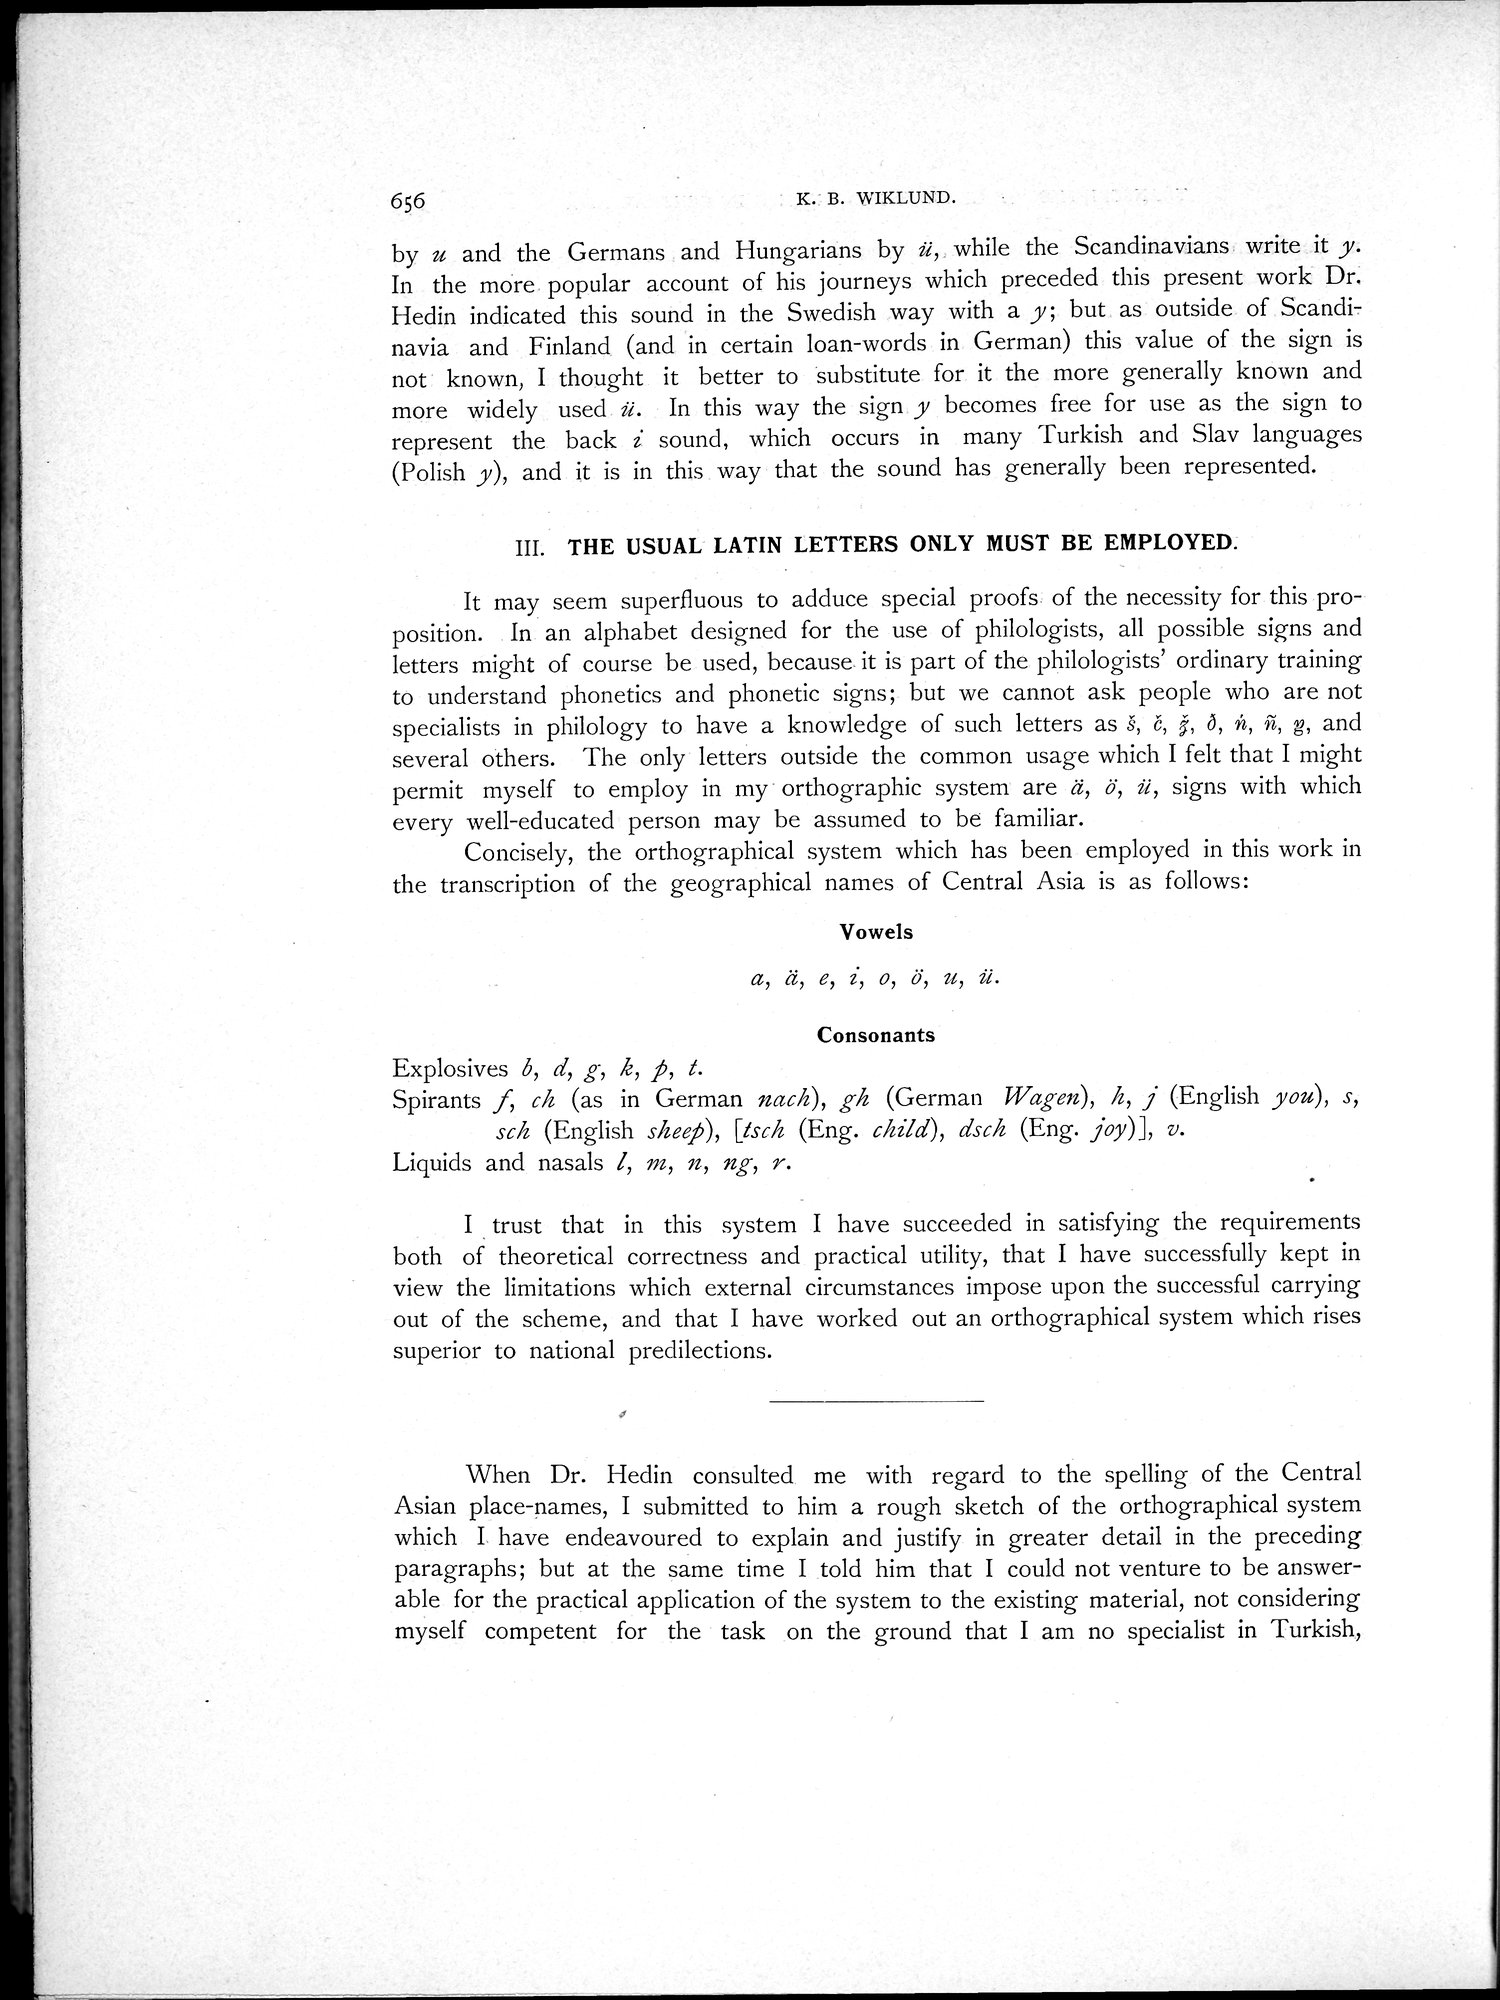 656
K. B. WIKLUND.
by u and the Germans and Hungarians by ü, while the Scandinavians write it y.
In the more popular account of his journeys which preceded this present work Dr.
Hedin indicated this sound in the Swedish way with a y; but as outside of Scandi-
navia and Finland (and in certain loan-words in German) this value of the sign is
not known, I thought it better to substitute for it the more generally known and
more widely used ü. In this way the sign y becomes free for use as the sign to
represent the back i sound, which occurs in many Turkish and Slav languages
(Polish y), and it is in this way that the sound has generally been represented.
III. THE USUAL LATIN LETTERS ONLY MUST BE EMPLOYED.
It may seem superfluous to adduce special proofs of the necessity for this pro-
position. In an alphabet designed for the use of philologists, all possible signs and
letters might of course be used, because it is part of the philologists’ ordinary training
to understand phonetics and phonetic signs; but we cannot ask people who are not
specialists in philology to have a knowledge of such letters as š, č, ǯ, ð, ń, ñ, and
several others. The only letters outside the common usage which I felt that I might
permit myself to employ in my orthographic system are ä, ö, ü, signs with which
every well-educated person may be assumed to be familiar.
Concisely, the orthographical system which has been employed in this work in
the transcription of the geographical names of Central Asia is as follows:
Vowels
a, ä, e, i, o, ö, u, ü.
Consonants
Explosives b, d, g, k, p, t.
Spirants f, ch (as in German nach), gh (German Wagen), h, j (English you), s,
sch (English sheep), [tsch (Eng. child), dsch (Eng. joy)], v.
Liquids and nasals l, m, n, ng, r.
I trust that in this system I have succeeded in satisfying the requirements
both of theoretical correctness and practical utility, that I have successfully kept in
view the limitations which external circumstances impose upon the successful carrying
out of the scheme, and that I have worked out an orthographical system which rises
superior to national predilections.
When Dr. Hedin consulted me with regard to the spelling of the Central
Asian place-names, I submitted to him a rough sketch of the orthographical system
which I have endeavoured to explain and justify in greater detail in the preceding
paragraphs; but at the same time I told him that I could not venture to be answer-
able for the practical application of the system to the existing material, not considering
myself competent for the task on the ground that I am no specialist in Turkish,